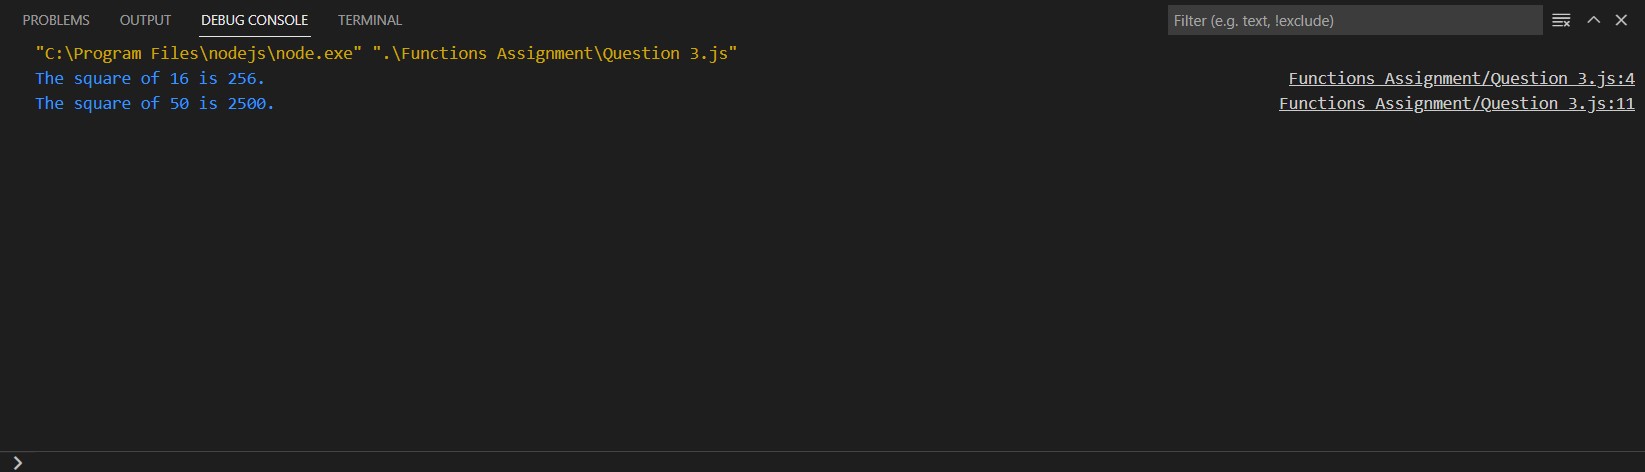 PROBLEMS OUTPUT DEBUG CONSOLE TERMINAL Filter (e.g. text, !exclude)
"C:\Program Files\nodejs\node.exe" ".\Functions Assignment\Question 3.js"
The square of 16 is 256. Functions Assignment/Question 3.js:4
The square of 50 is 2500. Functions Assignment/Question 3.js:11